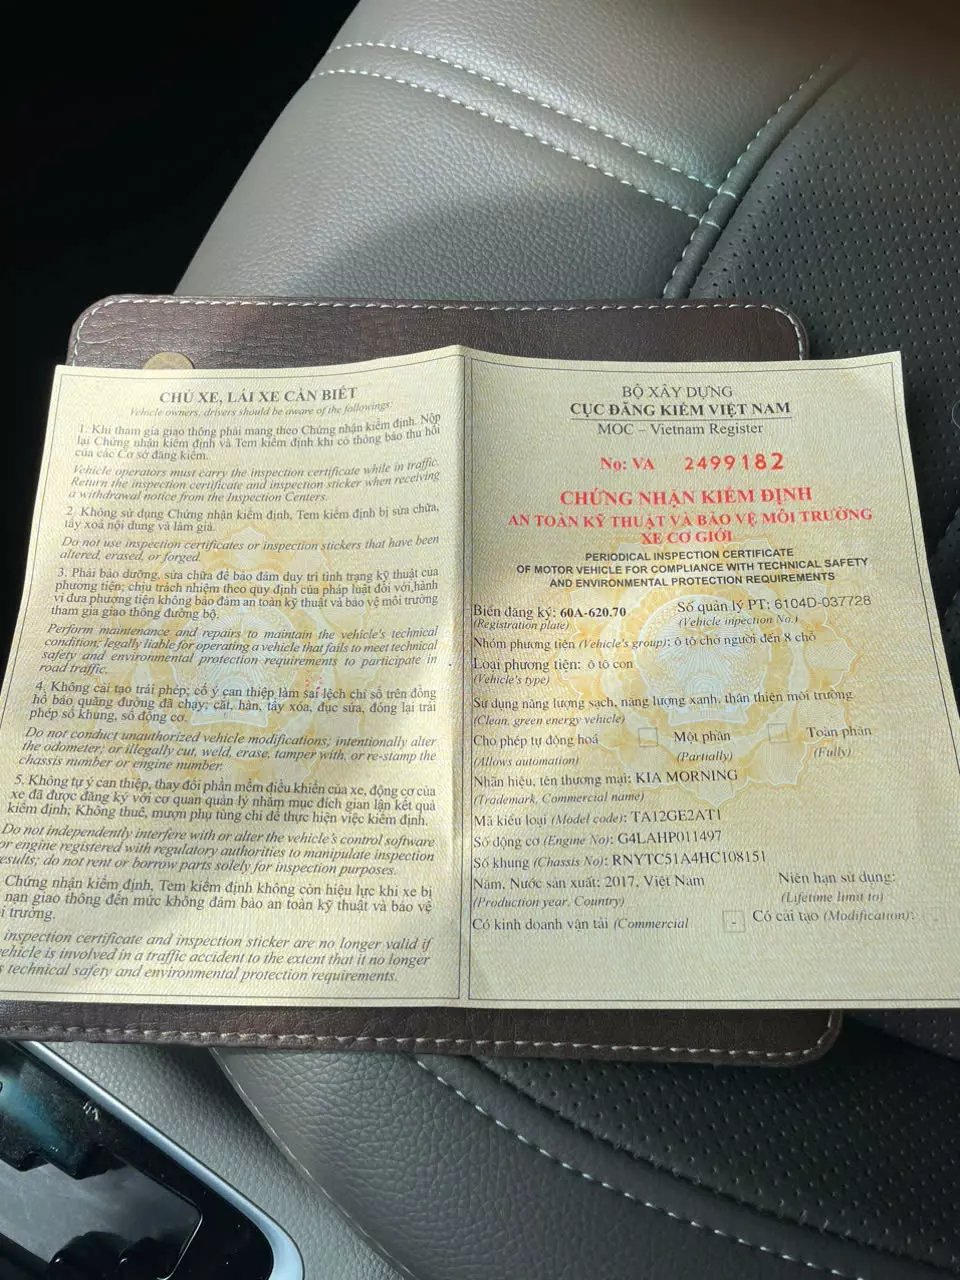 CHỦ XE, LÁI XE CẦN BIẾT
Vehicle owners, drivers should be aware of the followings:
1. Khi tham gia giao thông phải mang theo Chứng nhận kiểm định. Nộp
lại Chứng nhận kiểm định và Tem kiểm định khi có thông báo thu hồi
của các Cơ sở đăng kiểm.
Vehicle operators must carry the inspection certificate while in traffic.
Return the inspection certificate and inspection sticker when receiving
a withdrawal notice from the Inspection Centers.
2. Không sử dụng Chứng nhận kiểm định, Tem kiểm định bị sửa chữa,
tẩy xoá nội dung và làm giả.
Do not use inspection certificates or inspection stickers that have been
altered, erased, or forged.
3. Phải bảo dưỡng, sửa chữa để bảo đảm duy trì tình trạng kỹ thuật của
phương tiện; chịu trách nhiệm theo quy định của pháp luật đối với hành
vi đưa phương tiện không bảo đảm an toàn kỹ thuật và bảo vệ môi trường
tham gia giao thông đường bộ.
Perform maintenance and repairs to maintain the vehicle's technical
condition; legally liable for operating a vehicle that fails to meet technical
safety and environmental protection requirements to participate in
road traffic.
4. Không cải tạo trái phép; cố ý can thiệp làm sai lệch chỉ số trên đồng
hồ báo quãng đường đã chạy; cắt, hàn, tẩy xóa, đục sửa, đóng lại trái
phép số khung, số động cơ.
Do not conduct unauthorized vehicle modifications; intentionally alter
the odometer; or illegally cut, weld, erase, tamper with, or re-stamp the
chassis number or engine number.
5. Không tự ý can thiệp, thay đổi phần mềm điều khiển của xe, động cơ của
xe đã được đăng ký với cơ quan quản lý nhằm mục đích gian lận kết quả
kiểm định; Không thuê, mượn phụ tùng chỉ để thực hiện việc kiểm định.
Do not independently interfere with or alter the vehicle's control software
or engine registered with regulatory authorities to manipulate inspection
results; do not rent or borrow parts solely for inspection purposes.
Chứng nhận kiểm định, Tem kiểm định không còn hiệu lực khi xe bị
nạn giao thông đến mức không đảm bảo an toàn kỹ thuật và bảo vệ
i trường.
inspection certificate and inspection sticker are no longer valid if
vehicle is involved in a traffic accident to the extent that it no longer
s technical safety and environmental protection requirements.
BỘ XÂY DỰNG
CỤC ĐĂNG KIỂM VIỆT NAM
MOC – Vietnam Register
No: VA 2499182
CHỨNG NHẬN KIỂM ĐỊNH
AN TOÀN KỸ THUẬT VÀ BẢO VỆ MÔI TRƯỜNG
XE CƠ GIỚI
PERIODICAL INSPECTION CERTIFICATE
OF MOTOR VEHICLE FOR COMPLIANCE WITH TECHNICAL SAFETY
AND ENVIRONMENTAL PROTECTION REQUIREMENTS
Biển đăng ký: 60A-620.70 Số quản lý PT: 6104D-037728
(Registration plate) (Vehicle inpection No.)
Nhóm phương tiện (Vehicle's group): ô tô chở người đến 8 chỗ
Loại phương tiện: ô tô con
(Vehicle's type)
Sử dụng năng lượng sạch, năng lượng xanh, thân thiện môi trường
(Clean, green energy vehicle)
Cho phép tự động hoá Một phần Toàn phần
(Allows automation) (Partially) (Fully)
Nhãn hiệu, tên thương mại: KIA MORNING
(Trademark, Commercial name)
Mã kiểu loại (Model code): TA12GE2AT1
Số động cơ (Engine No): G4LAHP011497
Số khung (Chassis No): RNYTC51A4HC108151
Năm, Nước sản xuất: 2017, Việt Nam Niên hạn sử dụng:
(Production year, Country) (Lifetime limit to)
Có kinh doanh vận tải (Commercial - Có cải tạo (Modification): -